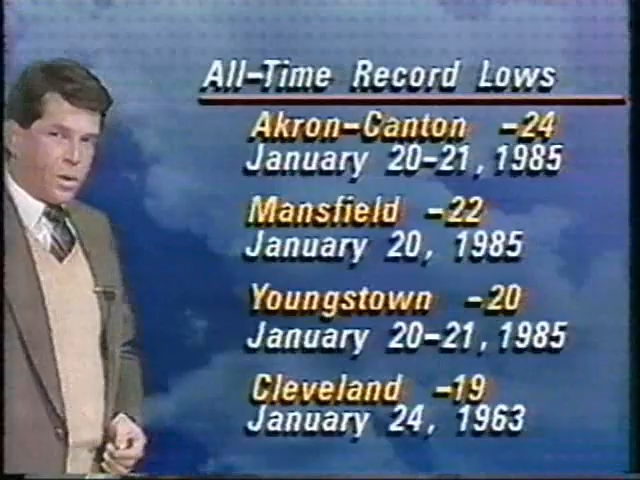 All-Time Record Lows
Akron-Canton -24
January 20-21, 1985
Mansfield -22
January 20, 1985
Youngstown -20
January 20-21, 1985
Cleveland -19
January 24, 1963